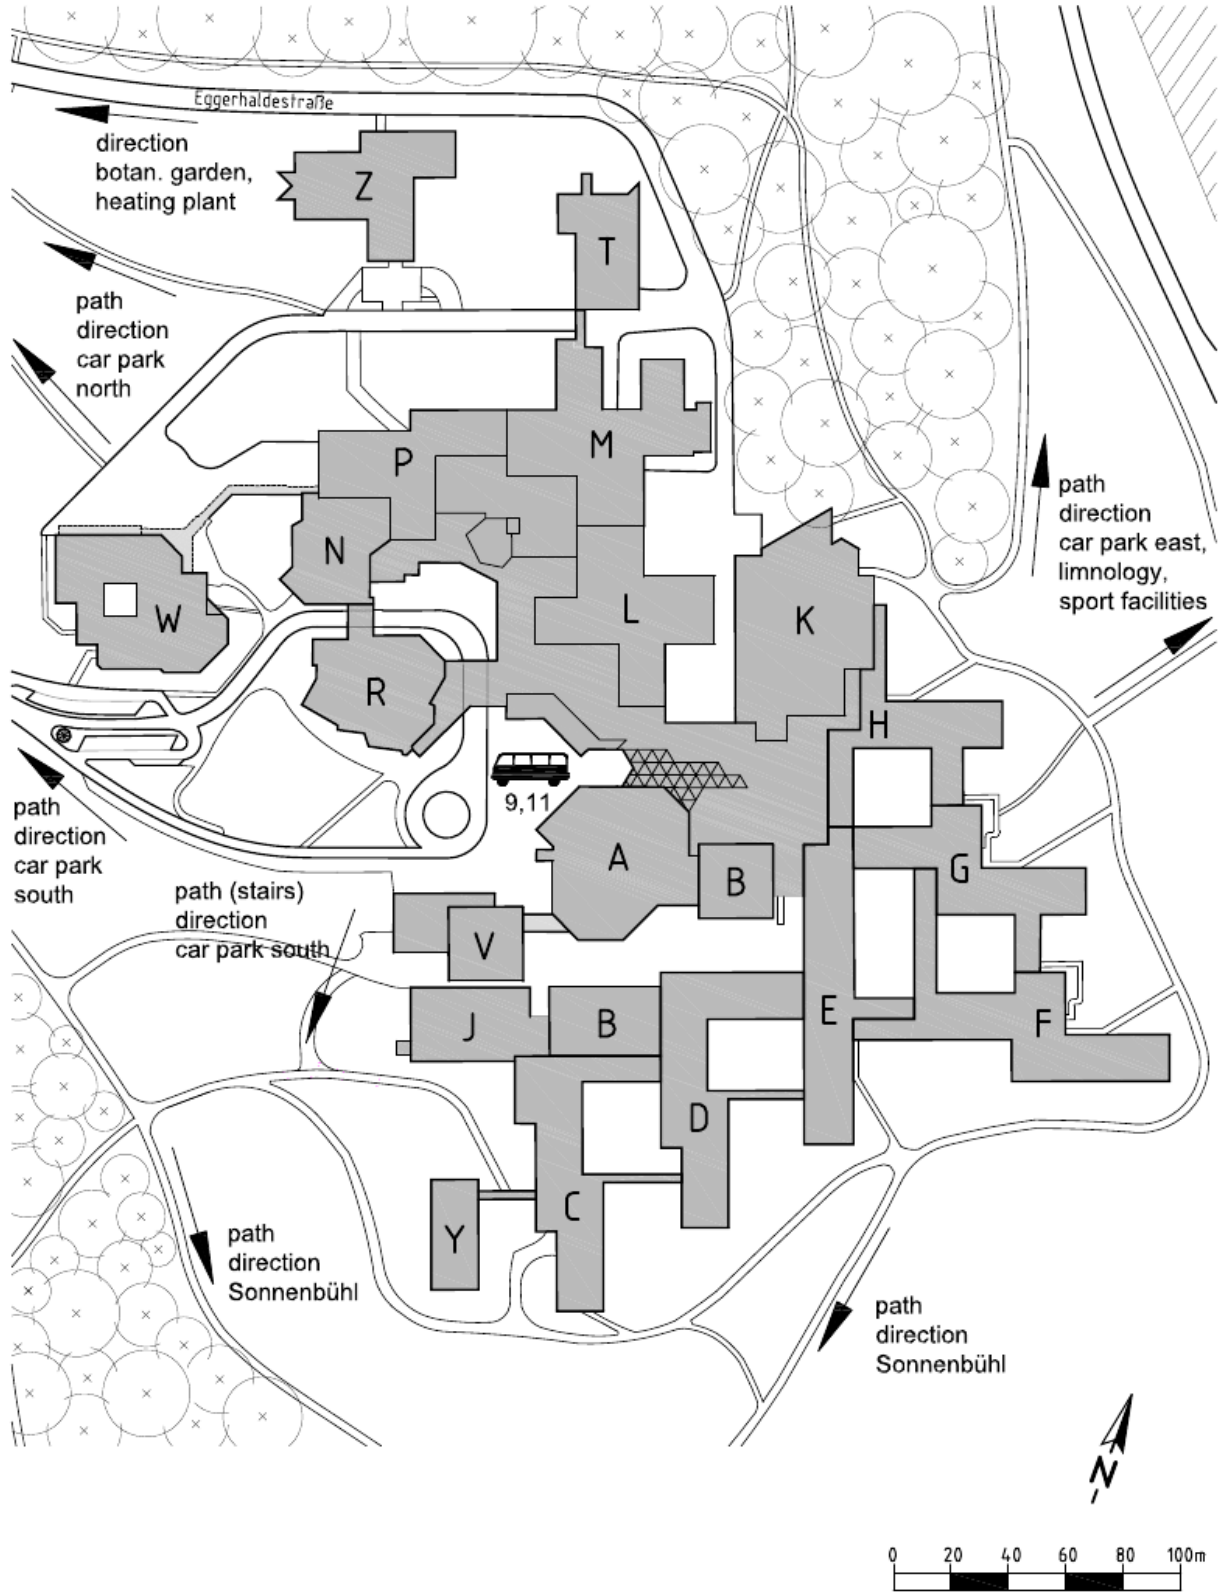 Eggerhaldestraße
direction
botan. garden,
heating plant
Z
T
path
direction
car park
north
M
P
N
W
L
K
R
H
path
direction
car park east,
limnology,
sport facilities
9,11
path
direction
car park
south
A
B
G
path (stairs)
direction
car park south
V
J
B
E
F
D
C
Y
path
direction
Sonnenbühl
path
direction
Sonnenbühl
N
0 20 40 60 80 100m